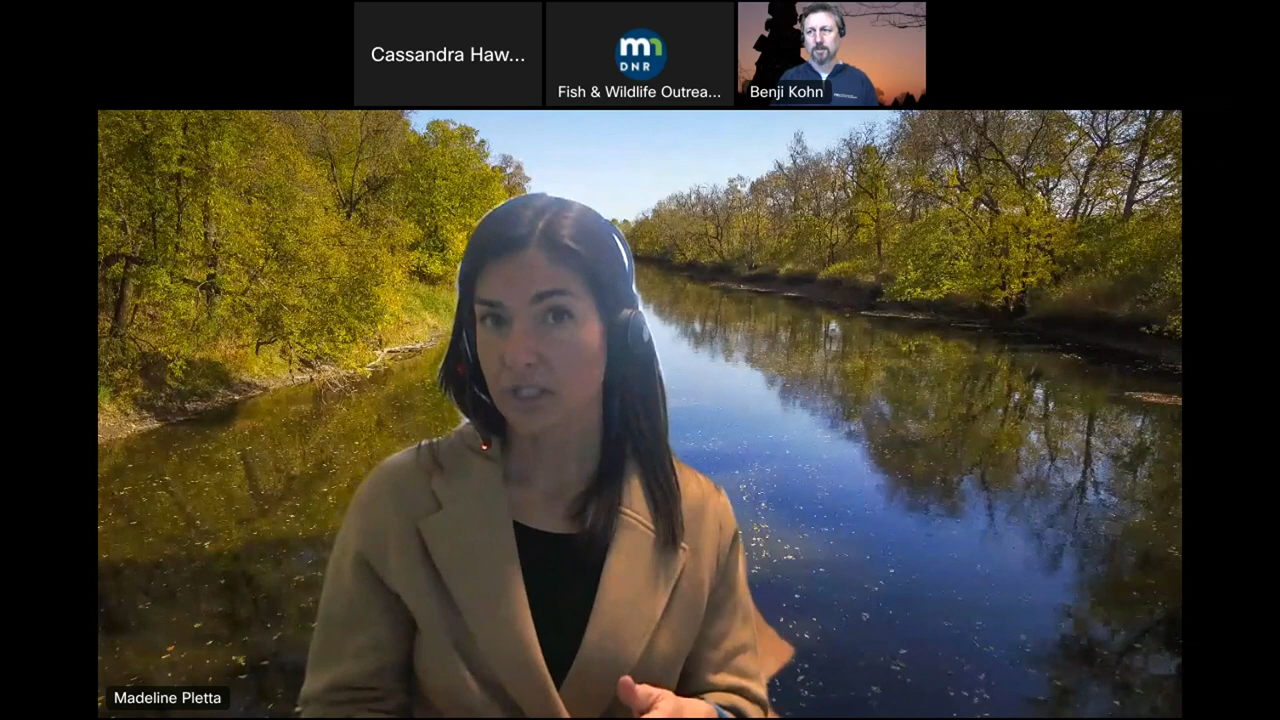 Cassandra Haw...
mn
DNR
Fish & Wildlife Outrea...
Benji Kohn
Madeline Pletta